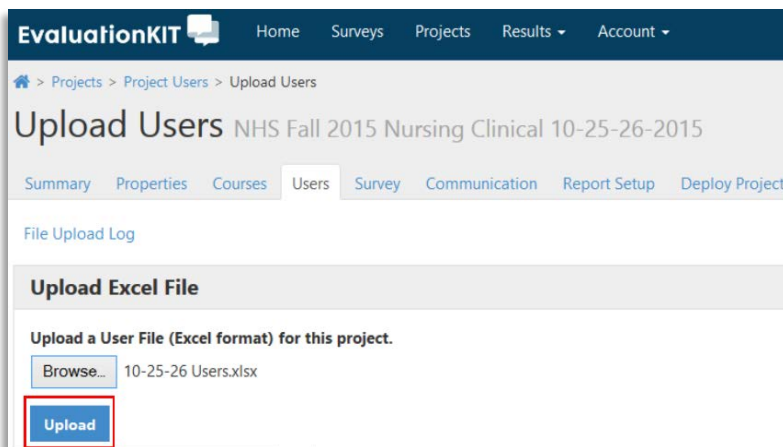 EvaluationKIT Home Surveys Projects Results Account
> Projects > Project Users > Upload Users
Upload Users NHS Fall 2015 Nursing Clinical 10-25-26-2015
Summary Properties Courses Users Survey Communication Report Setup Deploy Project
File Upload Log
Upload Excel File
Upload a User File (Excel format) for this project.
Browse... 10-25-26 Users.xlsx
Upload